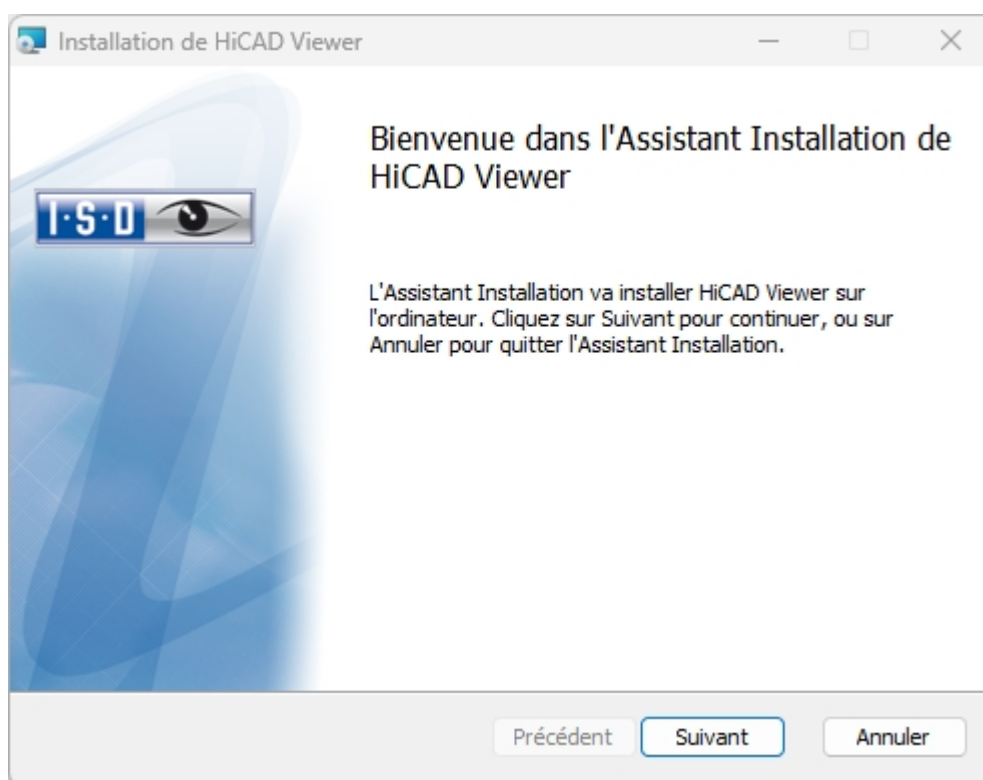 Installation de HiCAD Viewer
Bienvenue dans l'Assistant Installation de
HiCAD Viewer
I·S·D
L'Assistant Installation va installer HiCAD Viewer sur
l'ordinateur. Cliquez sur Suivant pour continuer, ou sur
Annuler pour quitter l'Assistant Installation.
Précédent Suivant Annuler